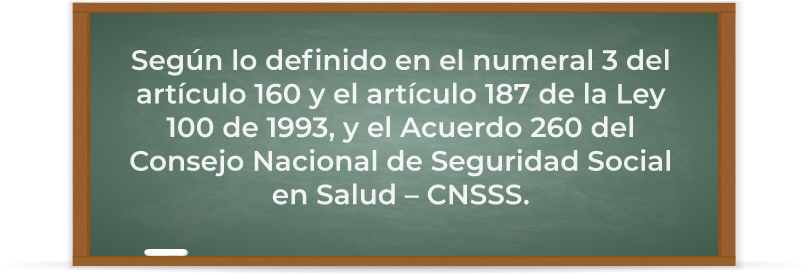 Según lo definido en el numeral 3 del
artículo 160 y el artículo 187 de la Ley
100 de 1993, y el Acuerdo 260 del
Consejo Nacional de Seguridad Social
en Salud – CNSSS.